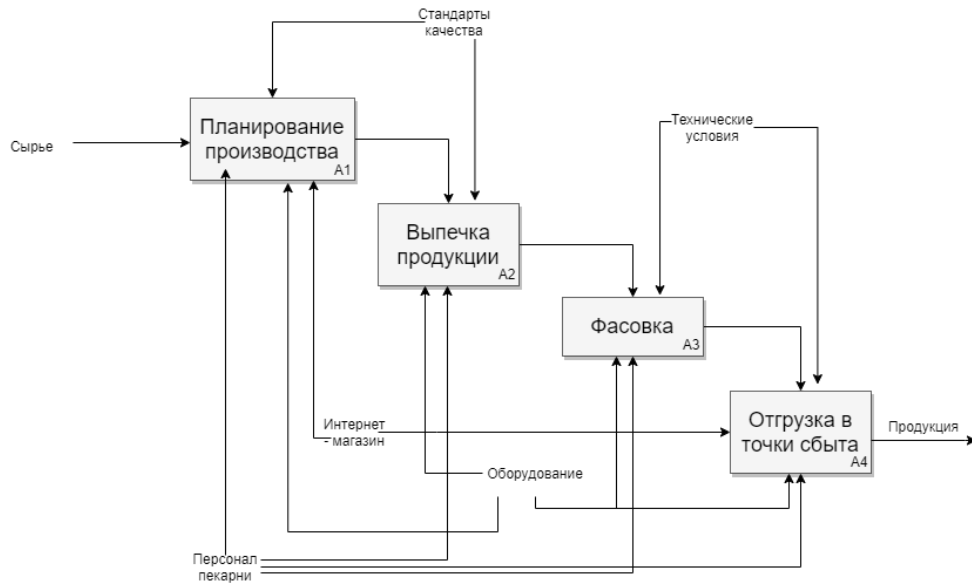 Стандарты
качества
Планирование
производства
A1
Сырье
Технические
условия
Выпечка
продукции
A2
Фасовка
A3
Отгрузка в
точки сбыта
A4
Продукция
Интернет
- магазин
Оборудование
Персонал
пекарни